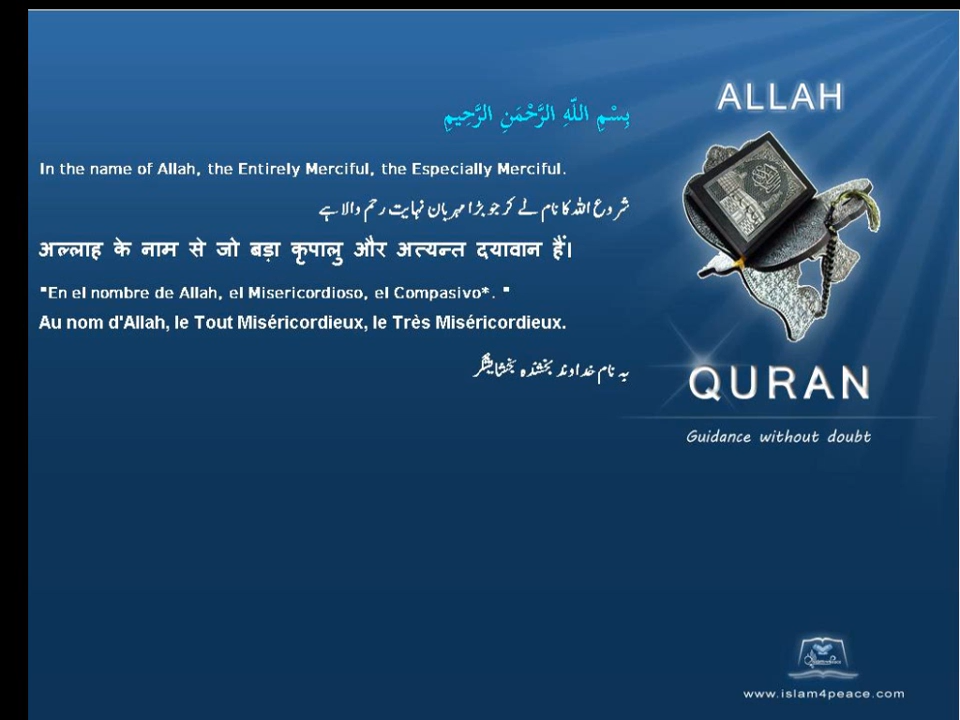 بِسْمِ اللّهِ الرَّحْمَنِ الرَّحِيمِ
In the name of Allah, the Entirely Merciful, the Especially Merciful.
شروع اللہ کا نام لے کر جو بڑا مہربان نہایت رحم والا ہے
अल्लाह के नाम से जो बड़ा कृपालु और अत्यन्त दयावान हैं।
"En el nombre de Allah, el Misericordioso, el Compasivo*. "
Au nom d'Allah, le Tout Miséricordieux, le Très Miséricordieux.
به نام خداوند بخشنده بخشایشگر
ALLAH
QURAN
Guidance without doubt
www.islam4peace.com